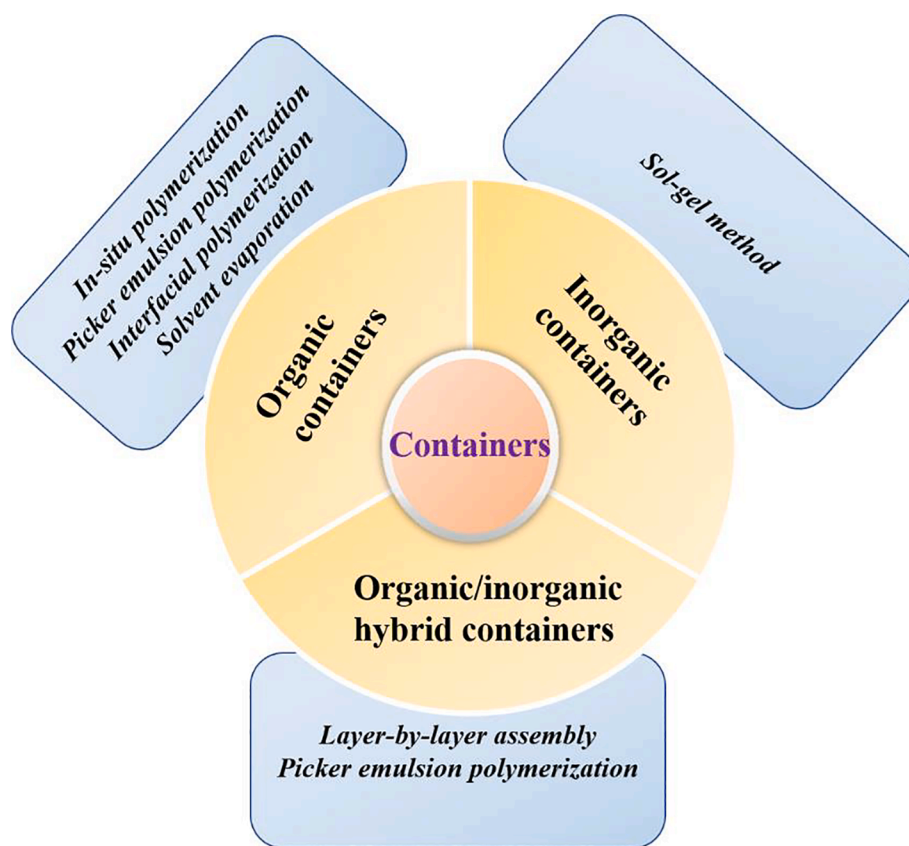 In-situ polymerization
Picker emulsion polymerization
Interfacial polymerization
Solvent evaporation
Sol-gel method
Organic
containers
Inorganic
containers
Containers
Organic/inorganic
hybrid containers
Layer-by-layer assembly
Picker emulsion polymerization